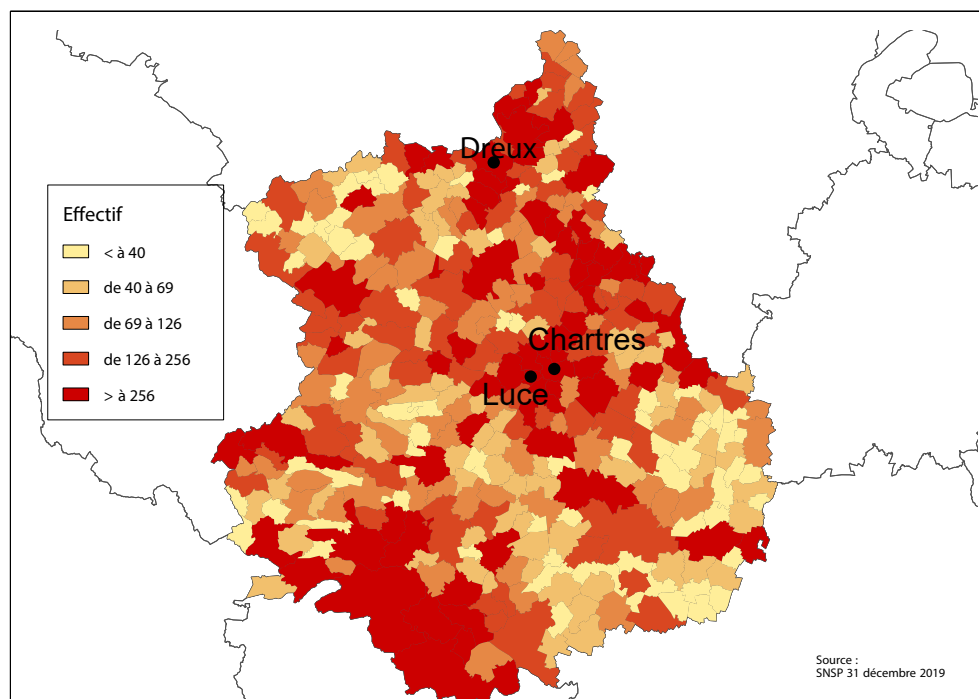 Dreux
Effectif
< à 40
de 40 à 69
de 69 à 126
de 126 à 256
> à 256
Chartres
Luce
Source :
SNSP 31 décembre 2019